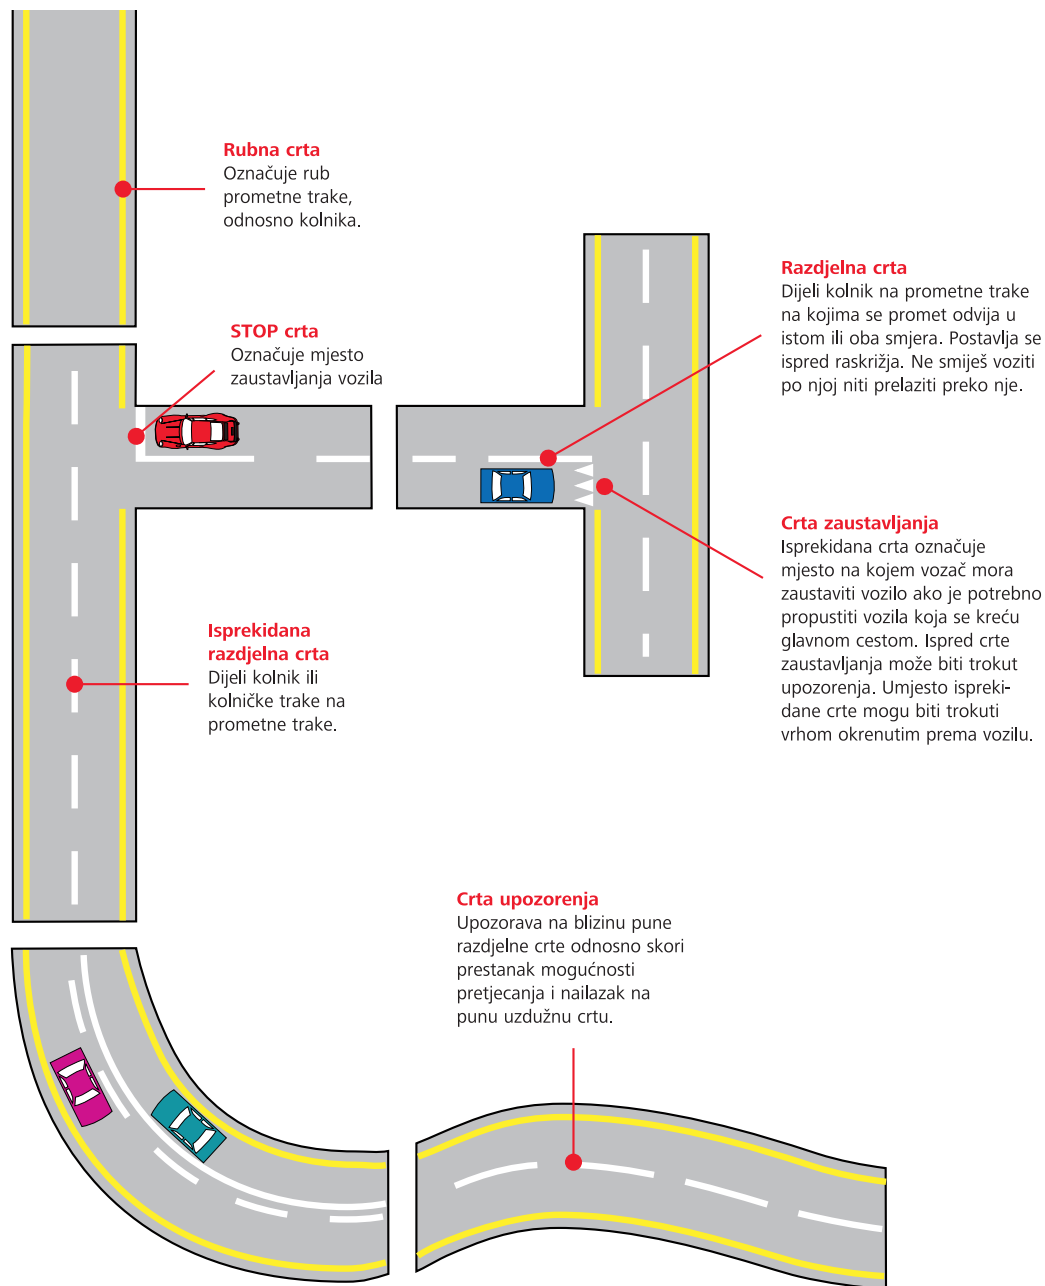 Rubna crta
Označuje rub
prometne trake,
odnosno kolnika.
STOP crta
Označuje mjesto
zaustavljanja vozila
Razdjelna crta
Dijeli kolnik na prometne trake
na kojima se promet odvija u
istom ili oba smjera. Postavlja se
ispred raskrižja. Ne smiješ voziti
po njoj niti prelaziti preko nje.
Crta zaustavljanja
Isprekidana crta označuje
mjesto na kojem vozač mora
zaustaviti vozilo ako je potrebno
propustiti vozila koja se kreću
glavnom cestom. Ispred crte
zaustavljanja može biti trokut
upozorenja. Umjesto isprekidane
dane crte mogu biti trokuti
vrhom okrenutim prema vozilu.
Isprekidana
razdjelna crta
Dijeli kolnik ili
kolničke trake na
prometne trake.
Crta upozorenja
Upozorava na blizinu pune
razdjelne crte odnosno skori
prestanak mogućnosti
pretjecanja i nailazak na
punu uzdužnu crtu.